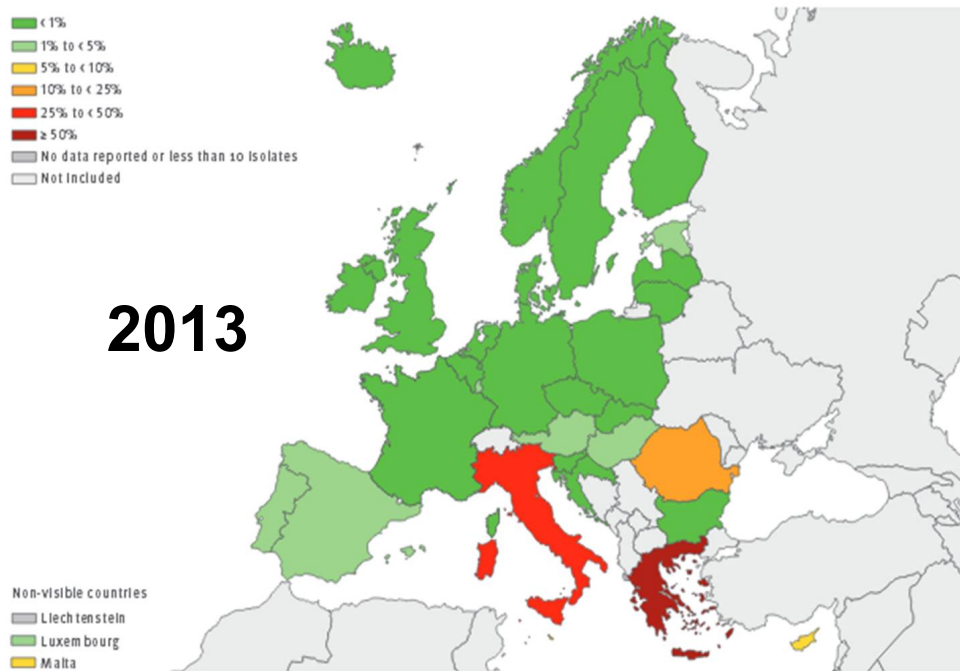 < 1%
1% to < 5%
5% to < 10%
10% to < 25%
25% to < 50%
≥ 50%
No data reported or less than 10 isolates
Not included
2013
Non-visible countries
Liechtenstein
Luxembourg
Malta